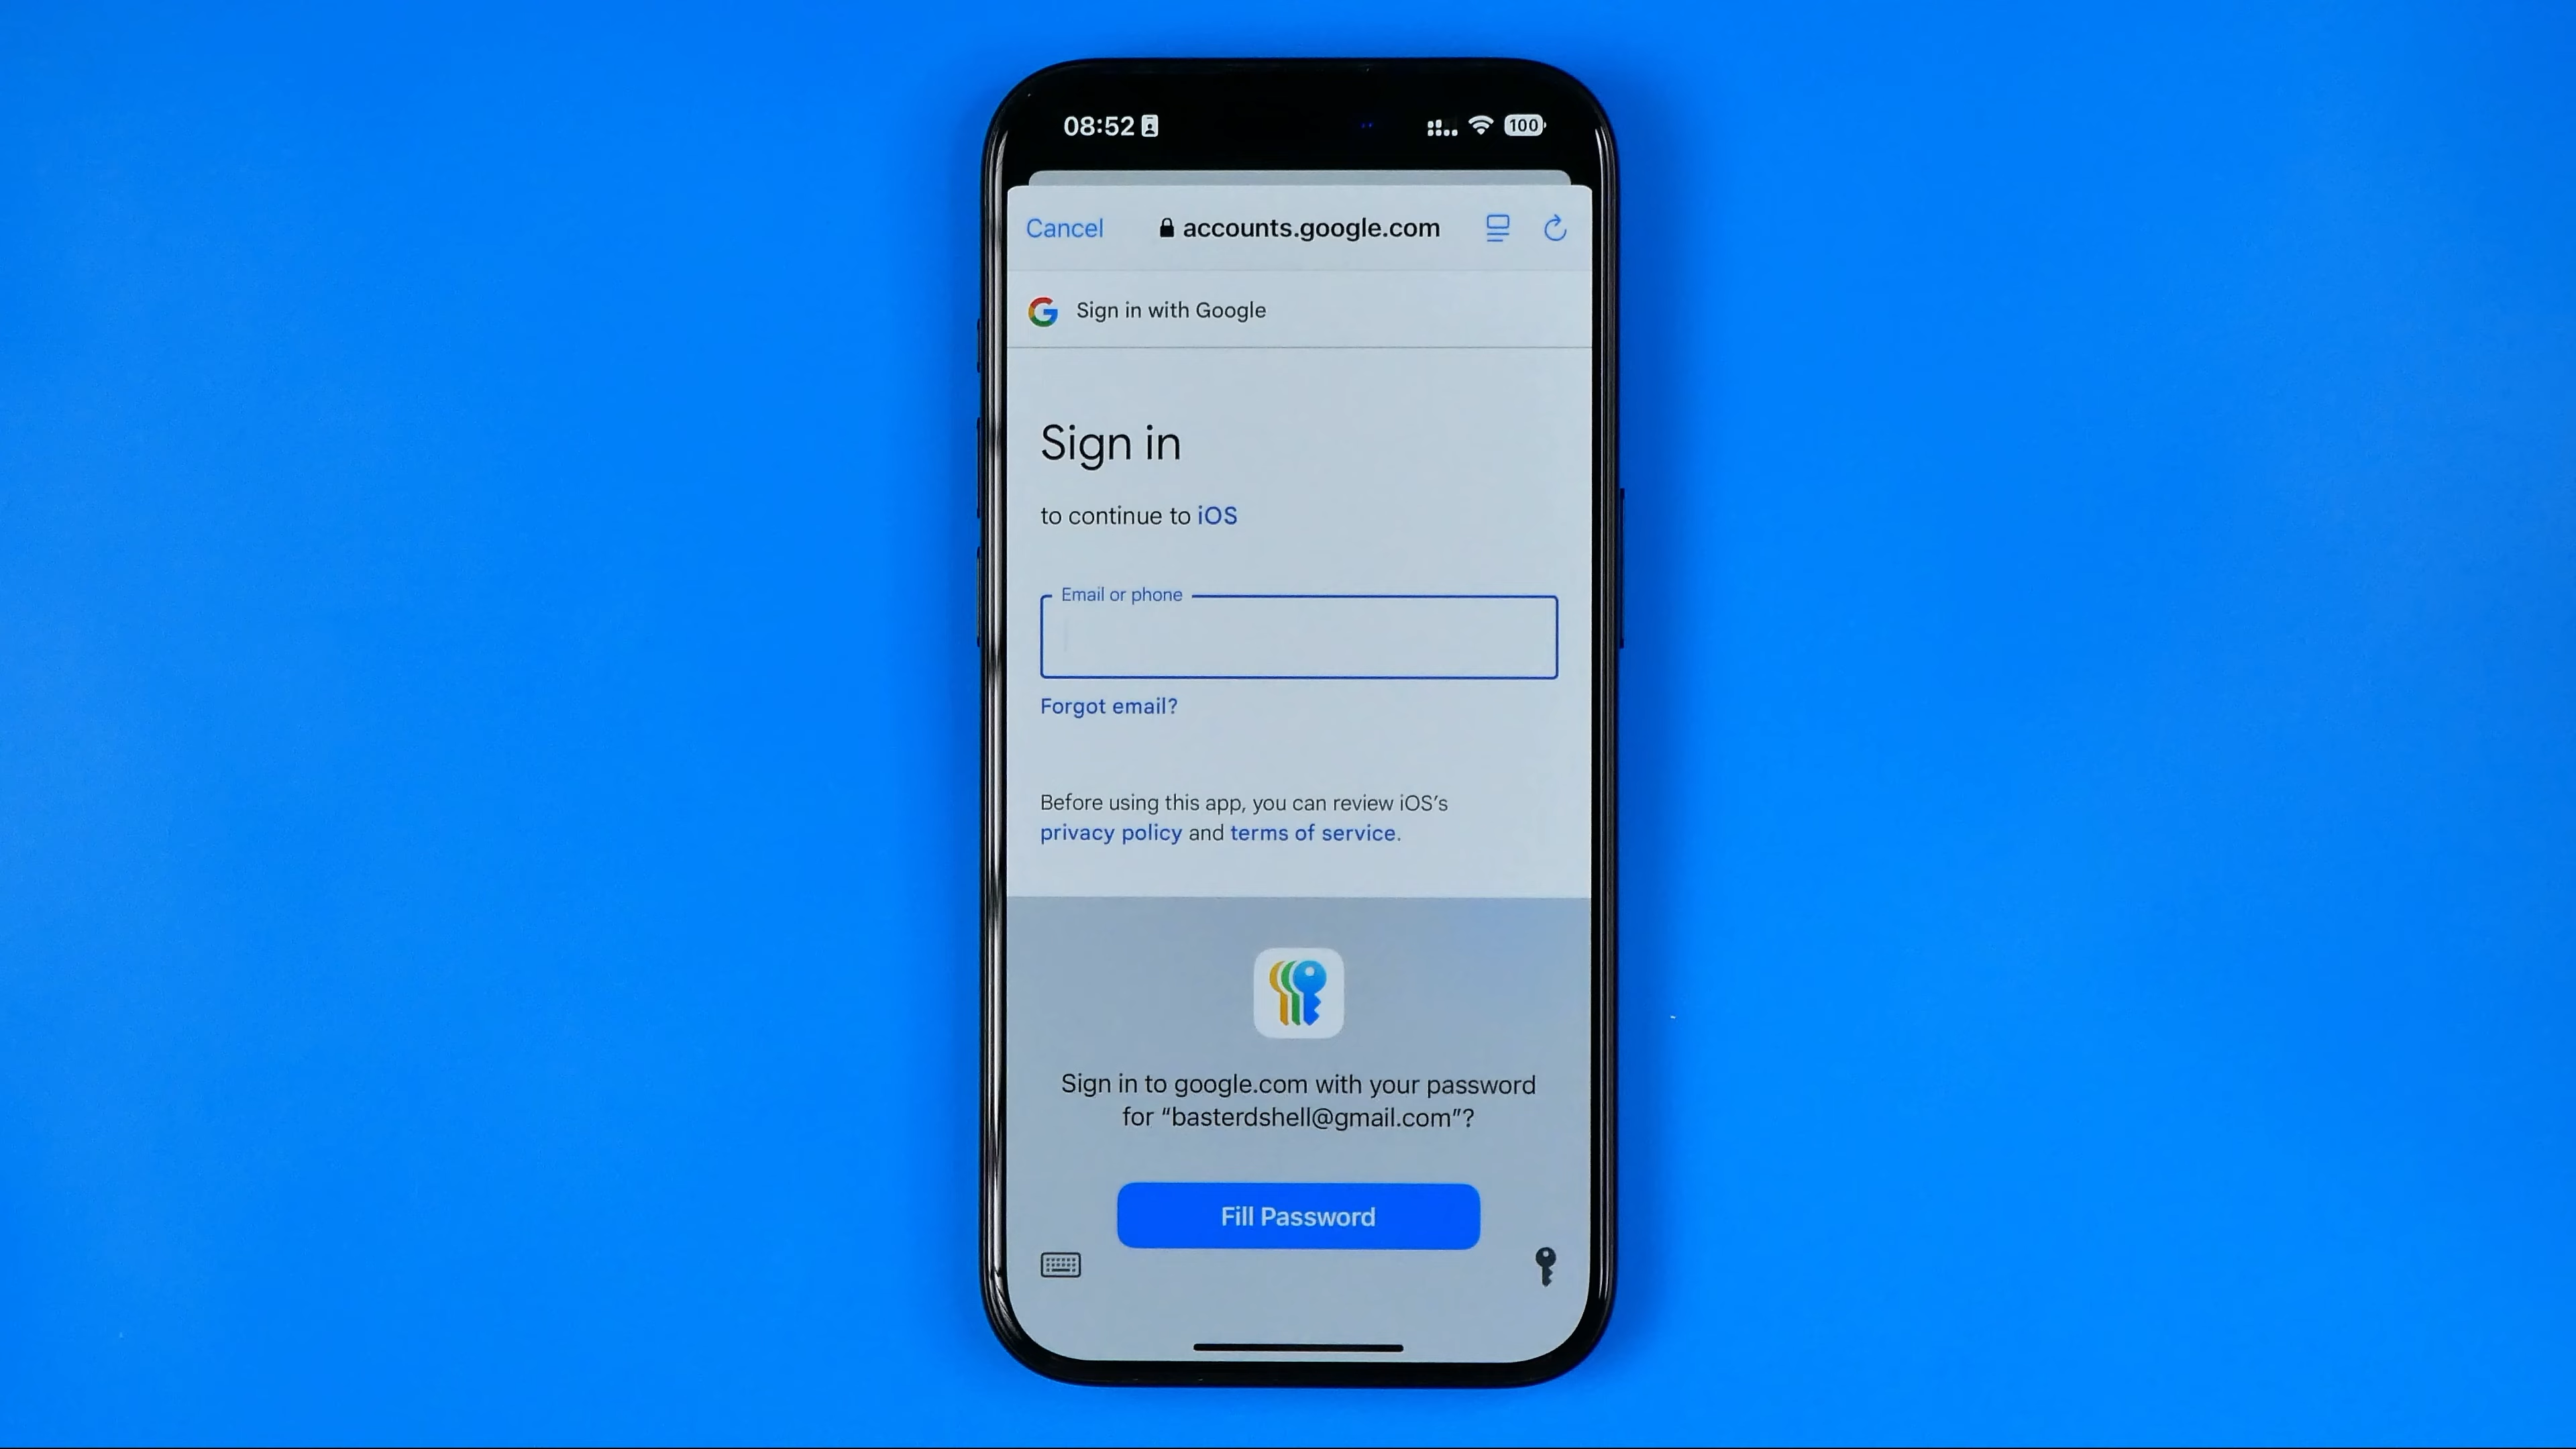 08:52
100
Cancel
accounts.google.com
Sign in with Google
Sign in
to continue to iOS
Email or phone
Forgot email?
Before using this app, you can review iOS’s
privacy policy and terms of service.
Sign in to google.com with your password
for “basterdshell@gmail.com”?
Fill Password